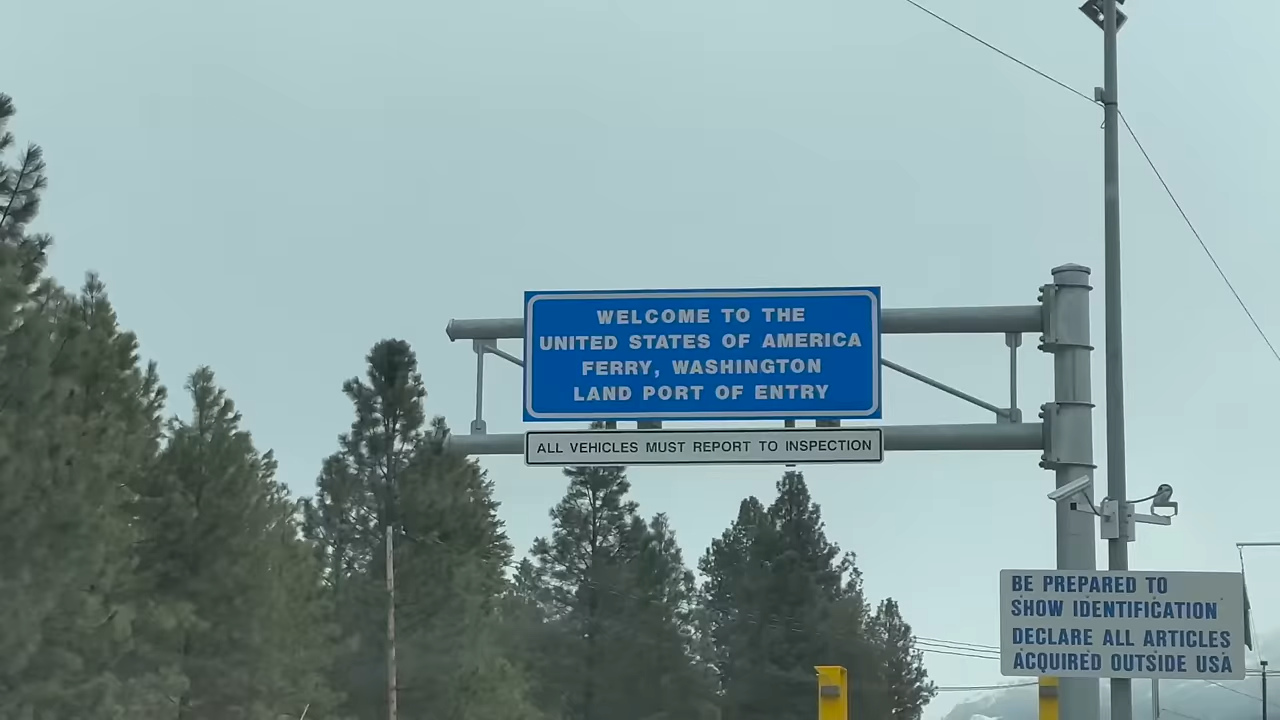 WELCOME TO THE
UNITED STATES OF AMERICA
FERRY, WASHINGTON
LAND PORT OF ENTRY
ALL VEHICLES MUST REPORT TO INSPECTION
BE PREPARED TO
SHOW IDENTIFICATION
DECLARE ALL ARTICLES
ACQUIRED OUTSIDE USA